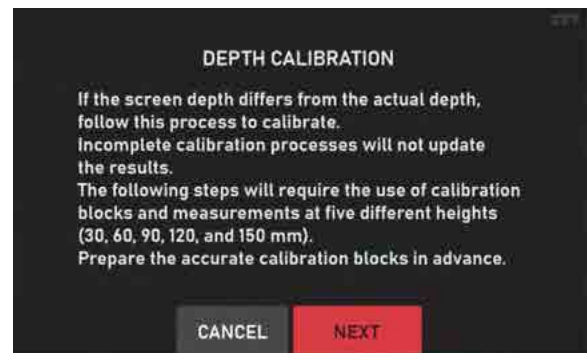 DEPTH CALIBRATION
If the screen depth differs from the actual depth,
follow this process to calibrate.
Incomplete calibration processes will not update
the results.
The following steps will require the use of calibration
blocks and measurements at five different heights
(30, 60, 90, 120, and 150 mm).
Prepare the accurate calibration blocks in advance.
CANCEL NEXT